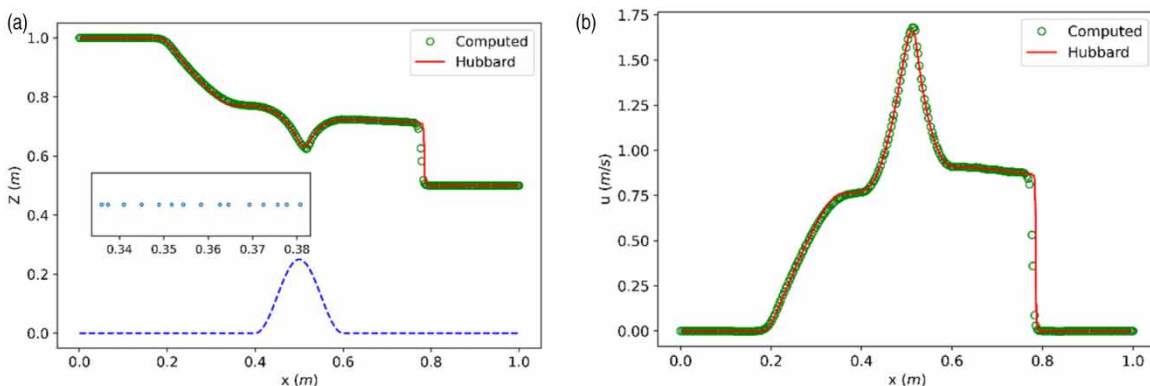 (a)
1.0
0.8
0.6
0.4
0.2
0.0
Z (m)
Computed
Hubbard
0.34 0.35 0.36 0.37 0.38
0.0 0.2 0.4 0.6 0.8 1.0
x (m)
(b)
1.75
1.50
1.25
1.00
0.75
0.50
0.25
0.00
u (m/s)
Computed
Hubbard
0.0 0.2 0.4 0.6 0.8 1.0
x (m)